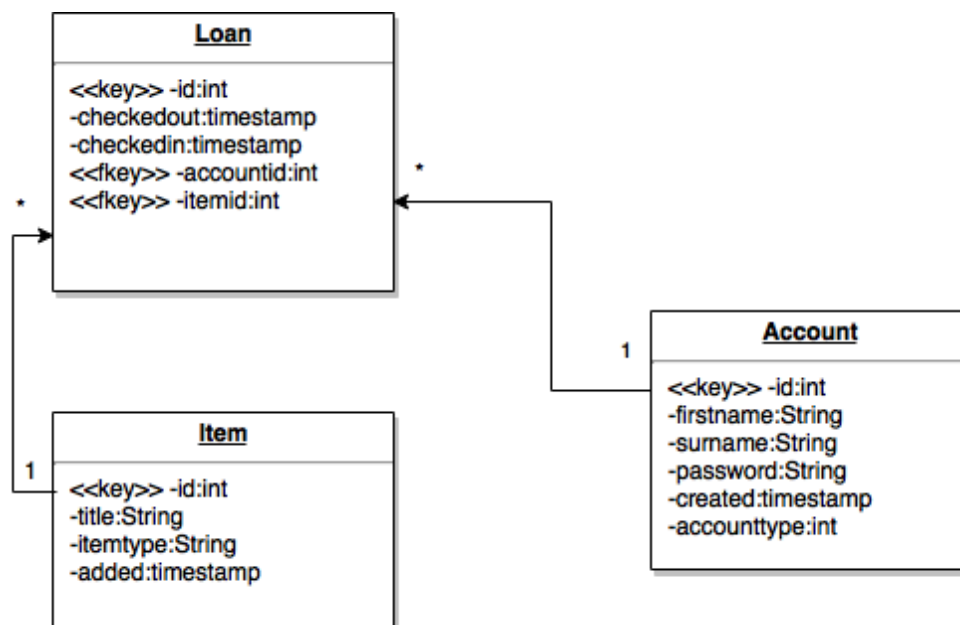 Loan
<<key>> -id:int
-checkedout:timestamp
-checkedin:timestamp
<<fkey>> -accountid:int
<<fkey>> -itemid:int
*
*
1
Account
<<key>> -id:int
-firstname:String
-surname:String
-password:String
-created:timestamp
-accounttype:int
1
Item
<<key>> -id:int
-title:String
-itemtype:String
-added:timestamp